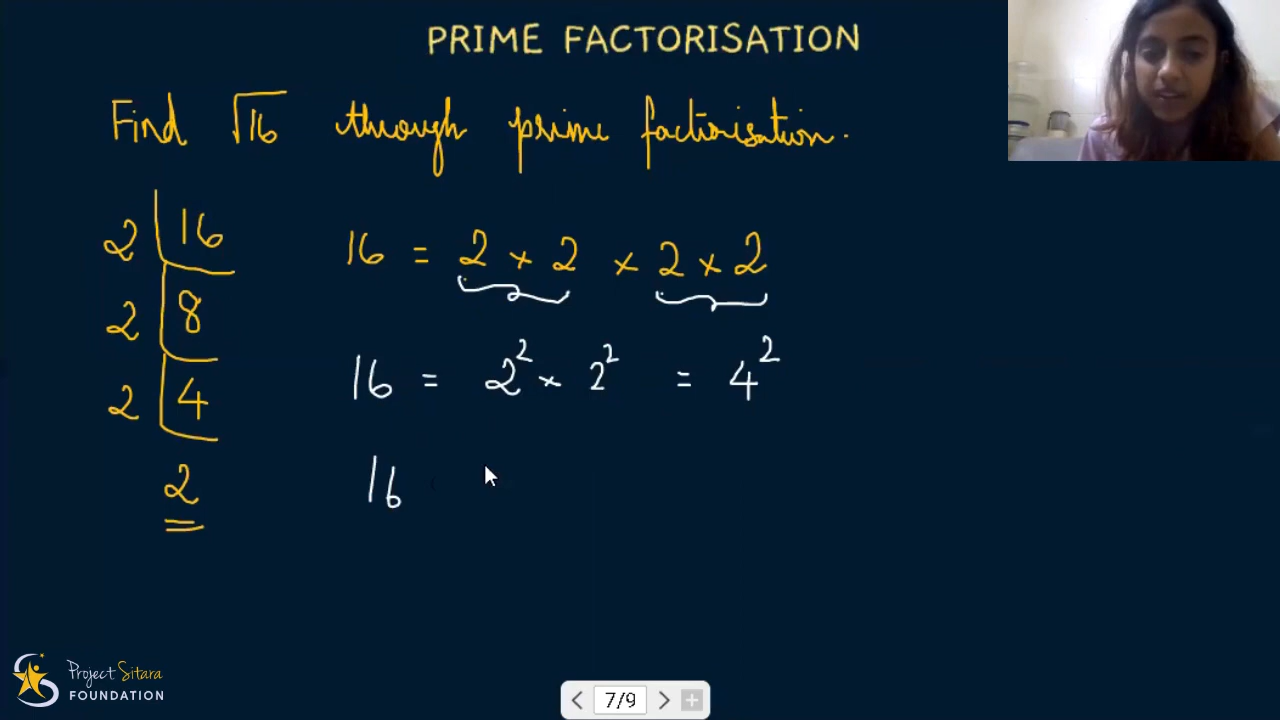 PRIME FACTORISATION
Find √16 through prime factorisation.
2 | 16
2 | 8
2 | 4
2
16 = 2 × 2 × 2 × 2
16 = 2² × 2² = 4²
16
Project Sitara
FOUNDATION
7/9